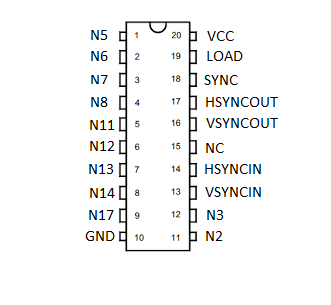 N5 1 20 VCC
N6 2 19 LOAD
N7 3 18 SYNC
N8 4 17 HSYNCOUT
N11 5 16 VSYNCOUT
N12 6 15 NC
N13 7 14 HSYNCIN
N14 8 13 VSYNCIN
N17 9 12 N3
GND 10 11 N2